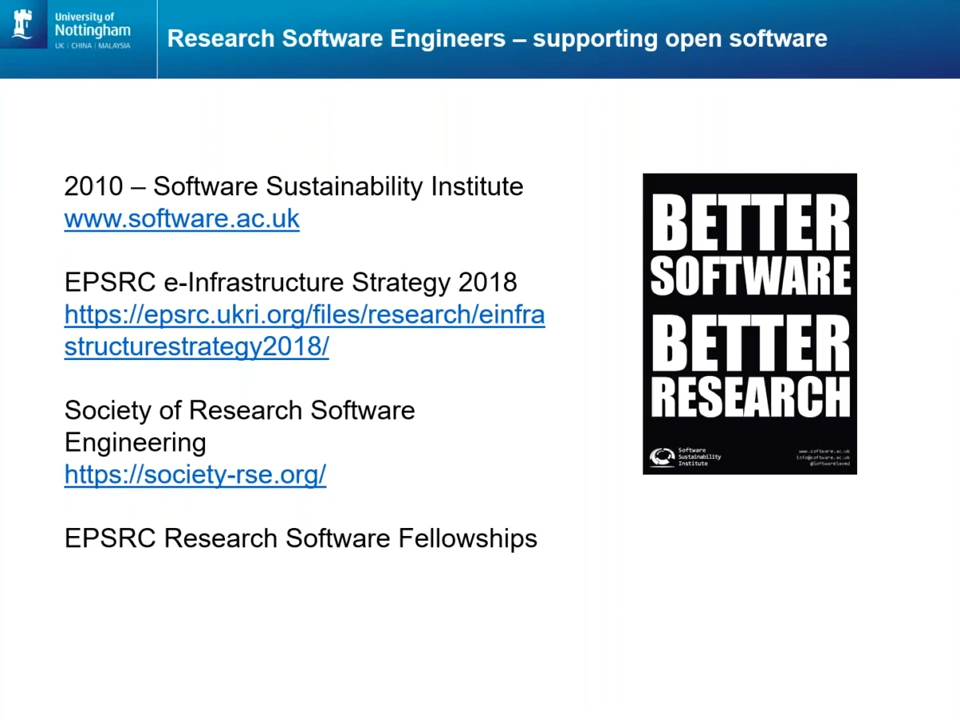 University of
Nottingham
UK | CHINA | MALAYSIA
Research Software Engineers – supporting open software
2010 – Software Sustainability Institute
www.software.ac.uk
EPSRC e-Infrastructure Strategy 2018
https://epsrc.ukri.org/files/research/einfra
structurestrategy2018/
Society of Research Software
Engineering
https://society-rse.org/
EPSRC Research Software Fellowships
BETTER
SOFTWARE
BETTER
RESEARCH
Software
Sustainability
Institute
www.software.ac.uk
info@software.ac.uk
@SoftwareSaved